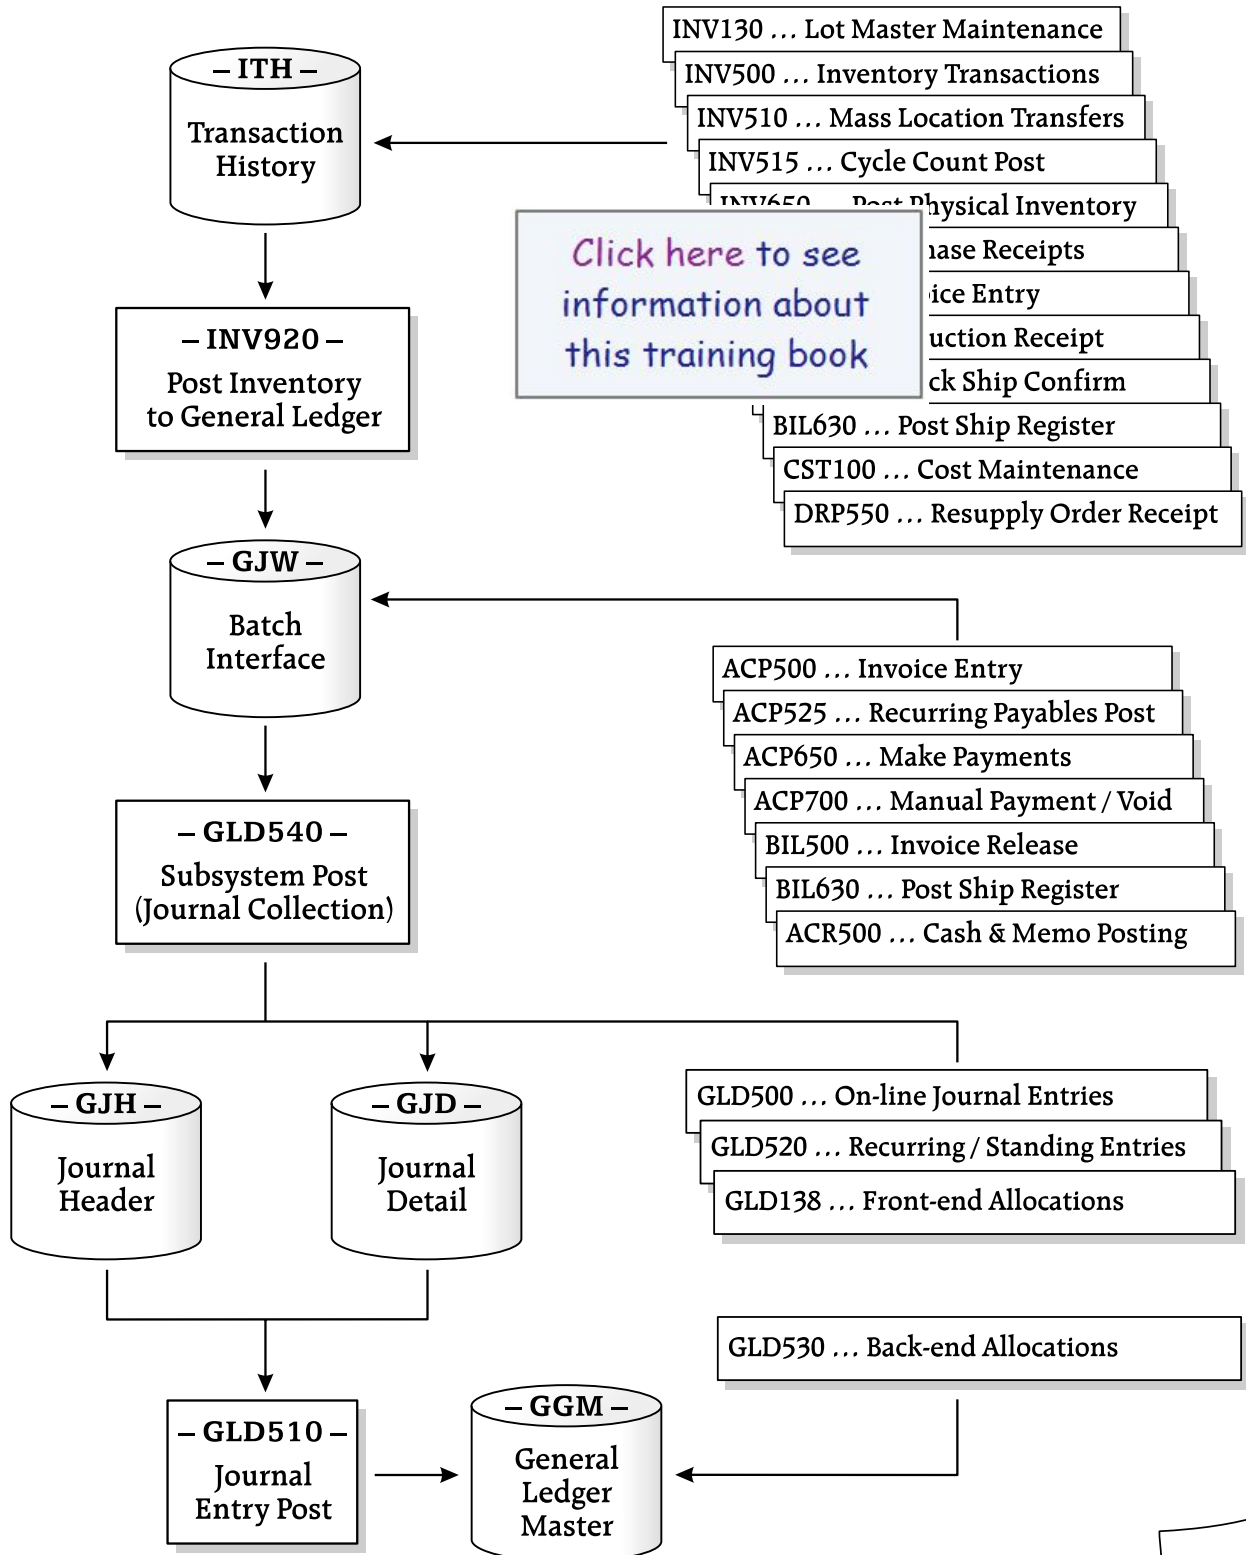 – ITH –
Transaction
History
INV130 ... Lot Master Maintenance
INV500 ... Inventory Transactions
INV510 ... Mass Location Transfers
INV515 ... Cycle Count Post
INV650 ... Post Physical Inventory
Receipts
Entry
Receipt
Ship Confirm
BIL630 ... Post Ship Register
CST100 ... Cost Maintenance
DRP550 ... Resupply Order Receipt
Click here to see
information about
this training book
– INV920 –
Post Inventory
to General Ledger
– GJW –
Batch
Interface
ACP500 ... Invoice Entry
ACP525 ... Recurring Payables Post
ACP650 ... Make Payments
ACP700 ... Manual Payment / Void
BIL500 ... Invoice Release
BIL630 ... Post Ship Register
ACR500 ... Cash & Memo Posting
– GLD540 –
Subsystem Post
(Journal Collection)
– GJH –
Journal
Header
– GJD –
Journal
Detail
GLD500 ... On-line Journal Entries
GLD520 ... Recurring / Standing Entries
GLD138 ... Front-end Allocations
GLD530 ... Back-end Allocations
– GLD510 –
Journal
Entry Post
– GGM –
General
Ledger
Master